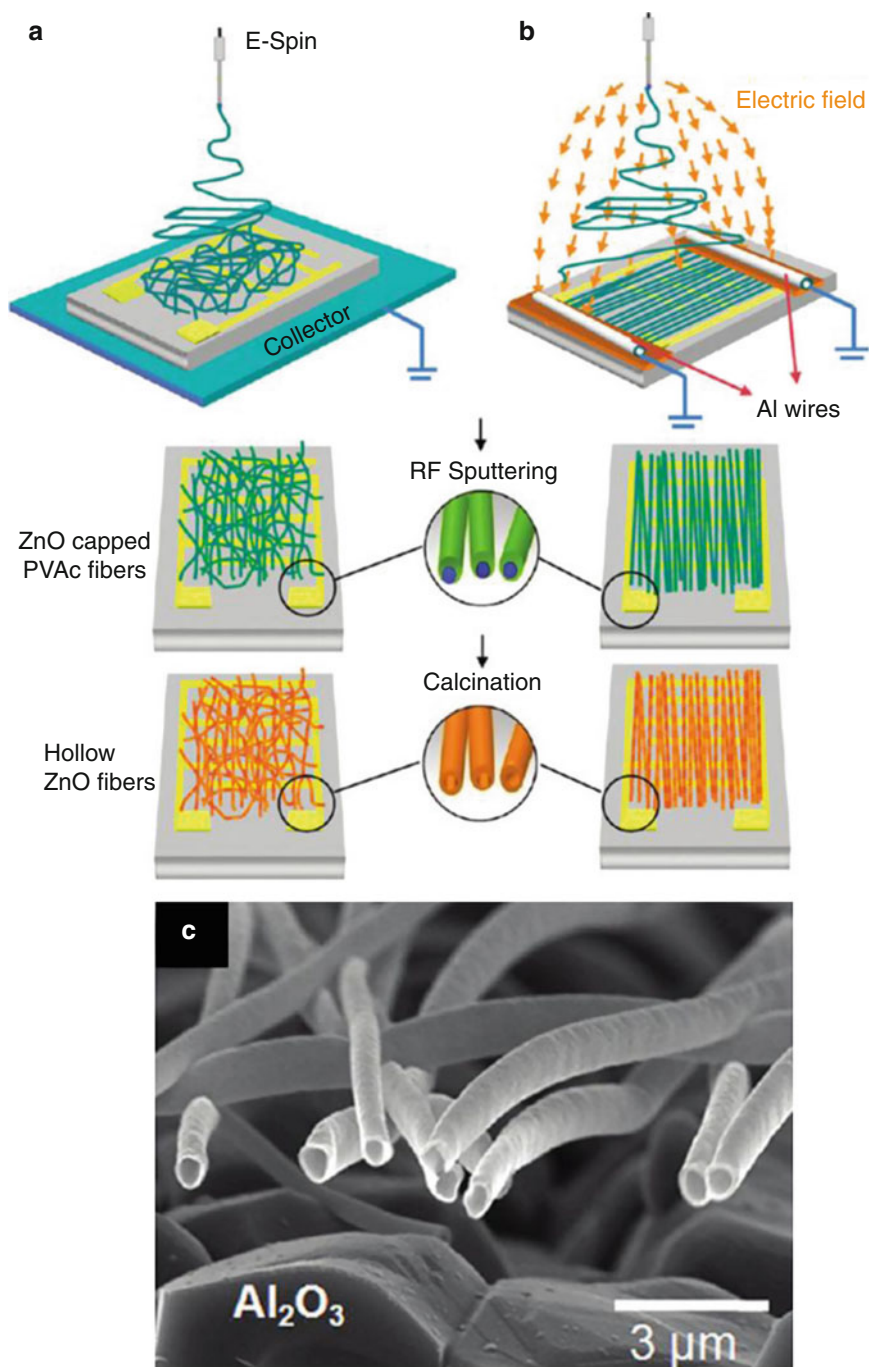 a
E-Spin
b
Electric field
Collector
Al wires
RF Sputtering
ZnO capped
PVAc fibers
Calcination
Hollow
ZnO fibers
c
Al₂O₃
3 μm